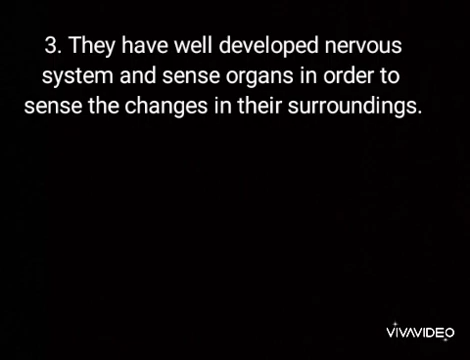 3. They have well developed nervous
system and sense organs in order to
sense the changes in their surroundings.
VIVAVIDEO